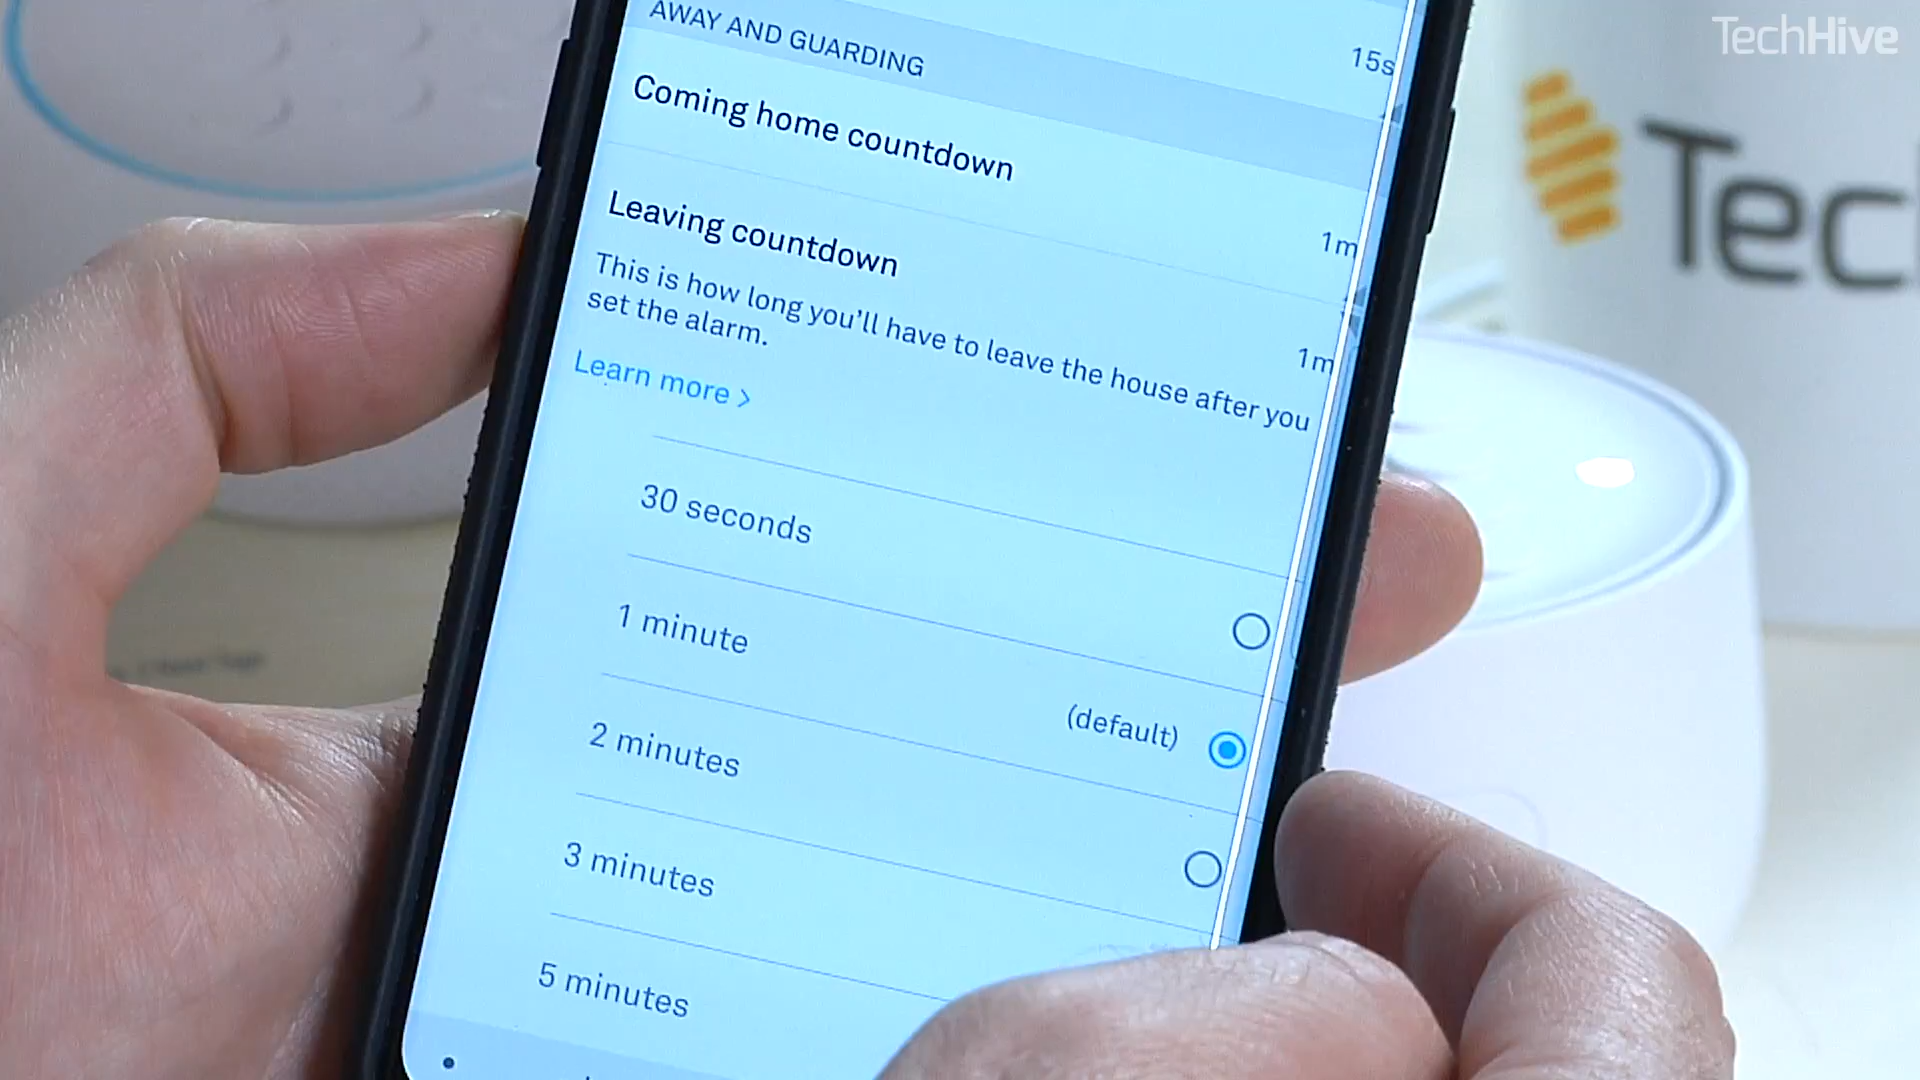 TechHive
Tec
AWAY AND GUARDING
15s
Coming home countdown
1m
Leaving countdown
1m
This is how long you'll have to leave the house after you
set the alarm.
Learn more >
30 seconds
1 minute
(default)
2 minutes
3 minutes
5 minutes